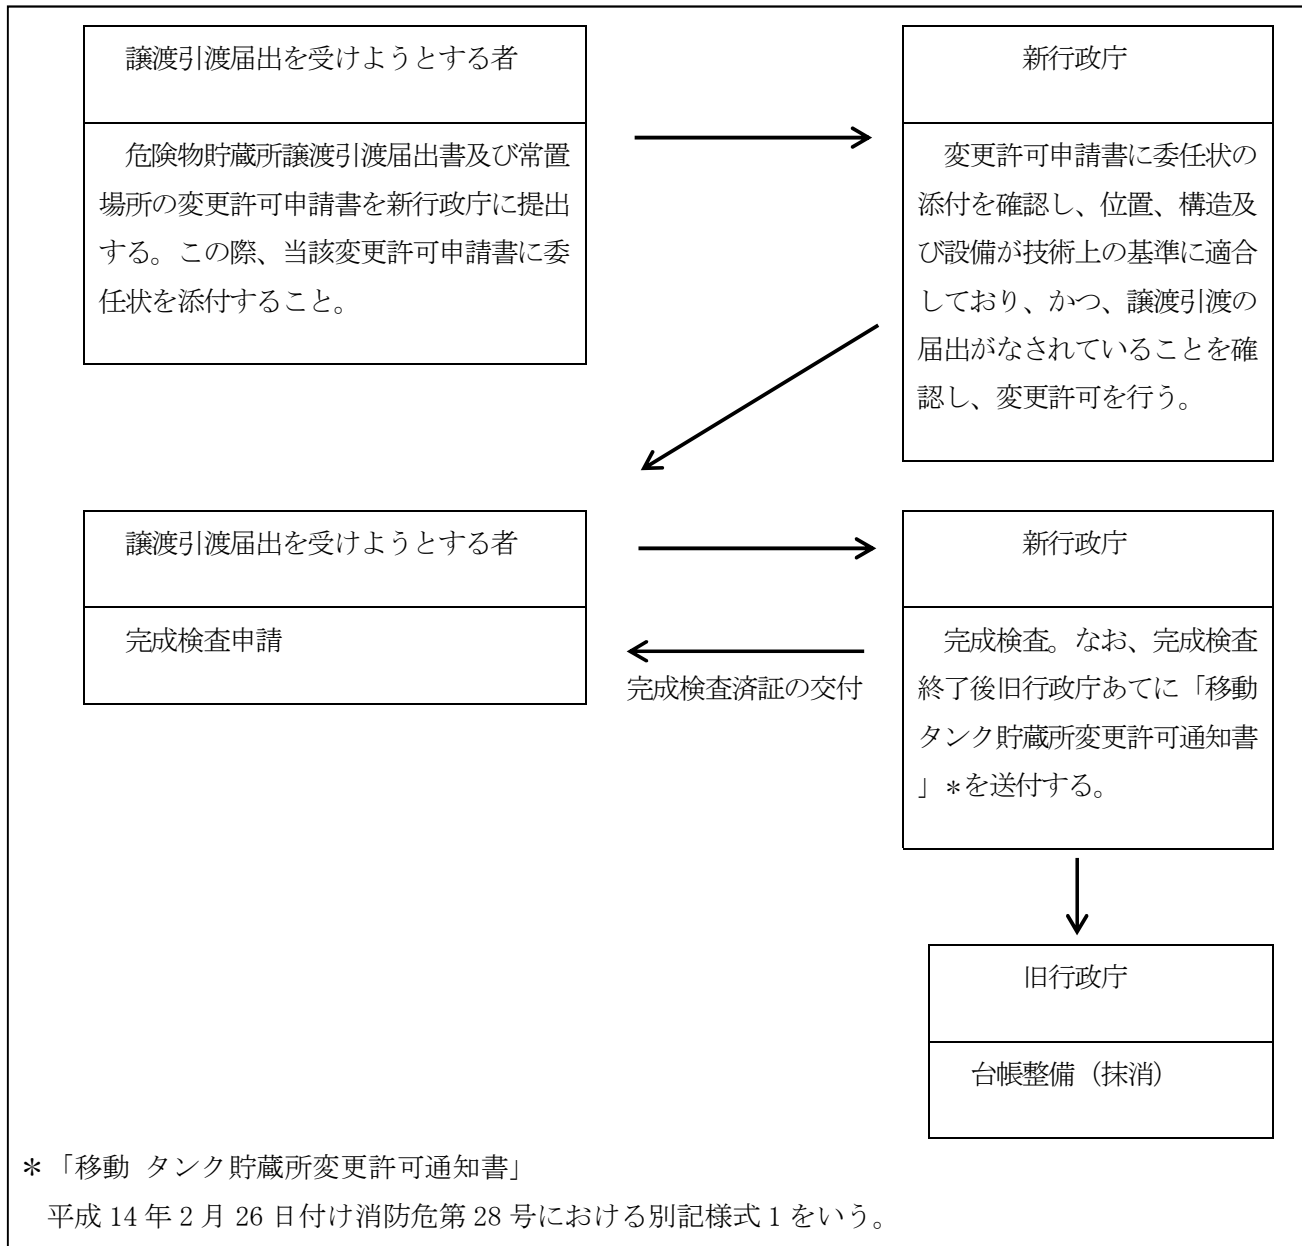 譲渡引渡届出を受けようとする者
危険物貯蔵所譲渡引渡届出書及び常置
場所の変更許可申請書を新行政庁に提出
する。この際、当該変更許可申請書に委
任状を添付すること。
新行政庁
変更許可申請書に委任状の
添付を確認し、位置、構造及
び設備が技術上の基準に適合
しており、かつ、譲渡引渡の
届出がなされていることを確
認し、変更許可を行う。
譲渡引渡届出を受けようとする者
完成検査申請
完成検査済証の交付
新行政庁
完成検査。なお、完成検査
終了後旧行政庁あてに「移動
タンク貯蔵所変更許可通知書
」＊を送付する。
旧行政庁
台帳整備（抹消）
＊「移動 タンク貯蔵所変更許可通知書」
平成 14 年 2 月 26 日付け消防危第 28 号における別記様式 1 をいう。